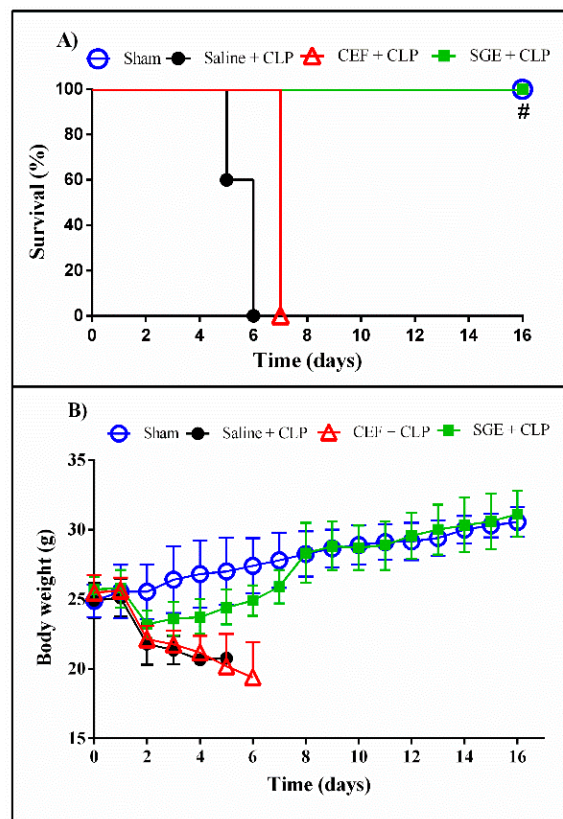 A)
Sham Saline + CLP CEF + CLP SGE + CLP
100
80
60
40
20
0
#
Survival (%)
0 2 4 6 8 10 12 14 16
Time (days)
B)
Sham Saline + CLP CEF − CLP SGE + CLP
35
30
25
20
15
Body weight (g)
0 2 4 6 8 10 12 14 16
Time (days)